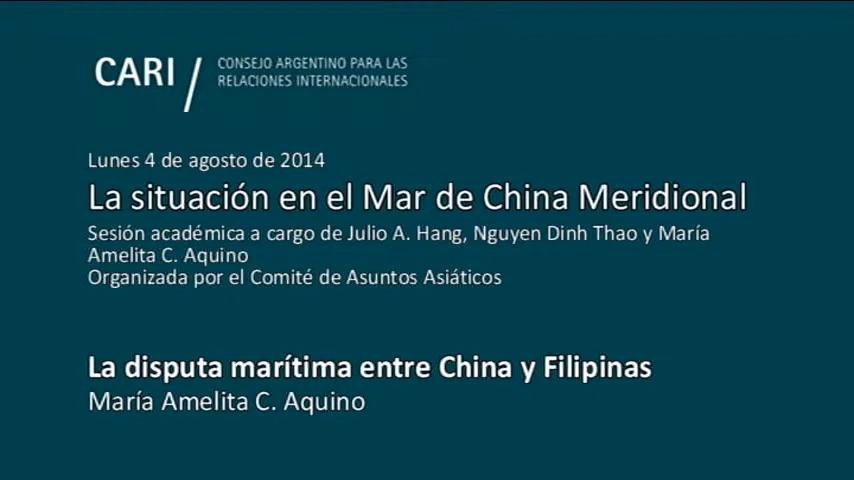 CARI/
CONSEJO ARGENTINO PARA LAS
RELACIONES INTERNACIONALES
Lunes 4 de agosto de 2014
La situación en el Mar de China Meridional
Sesión académica a cargo de Julio A. Hang, Nguyen Dinh Thao y María
Amelita C. Aquino
Organizada por el Comité de Asuntos Asiáticos
La disputa marítima entre China y Filipinas
María Amelita C. Aquino